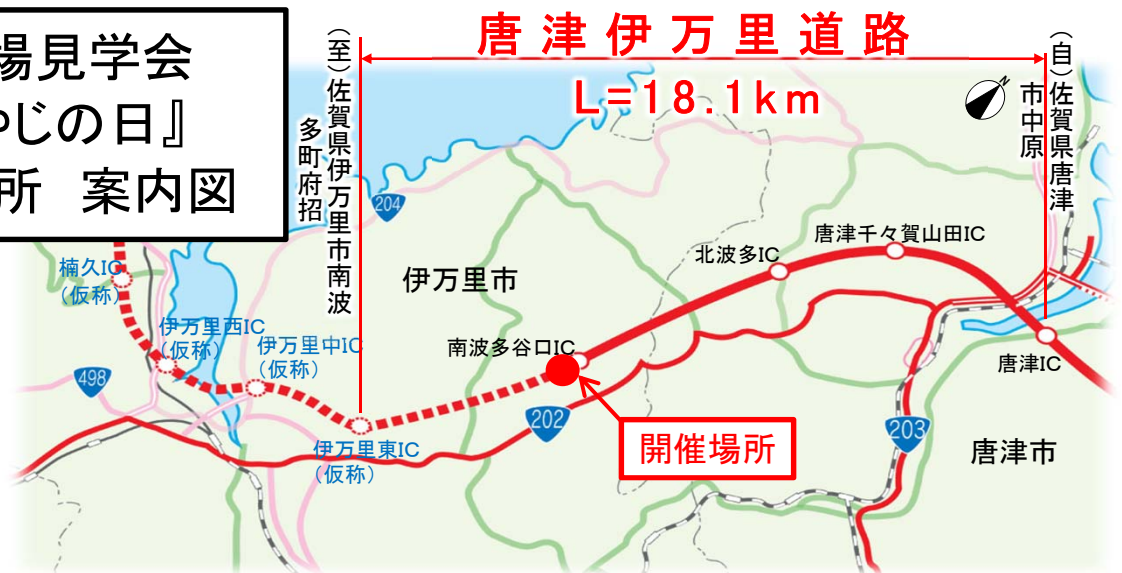 場見学会
やじの日』
所 案内図
唐津伊万里道路
L=18.1km
(至)佐賀県伊万里市南波
多町府招
(自)佐賀県唐津
市中原
N
204
楠久IC
(仮称)
伊万里西IC
(仮称)
伊万里中IC
(仮称)
伊万里市
北波多IC
唐津千々賀山田IC
南波多谷口IC
唐津IC
498
202
203
伊万里東IC
(仮称)
開催場所
唐津市